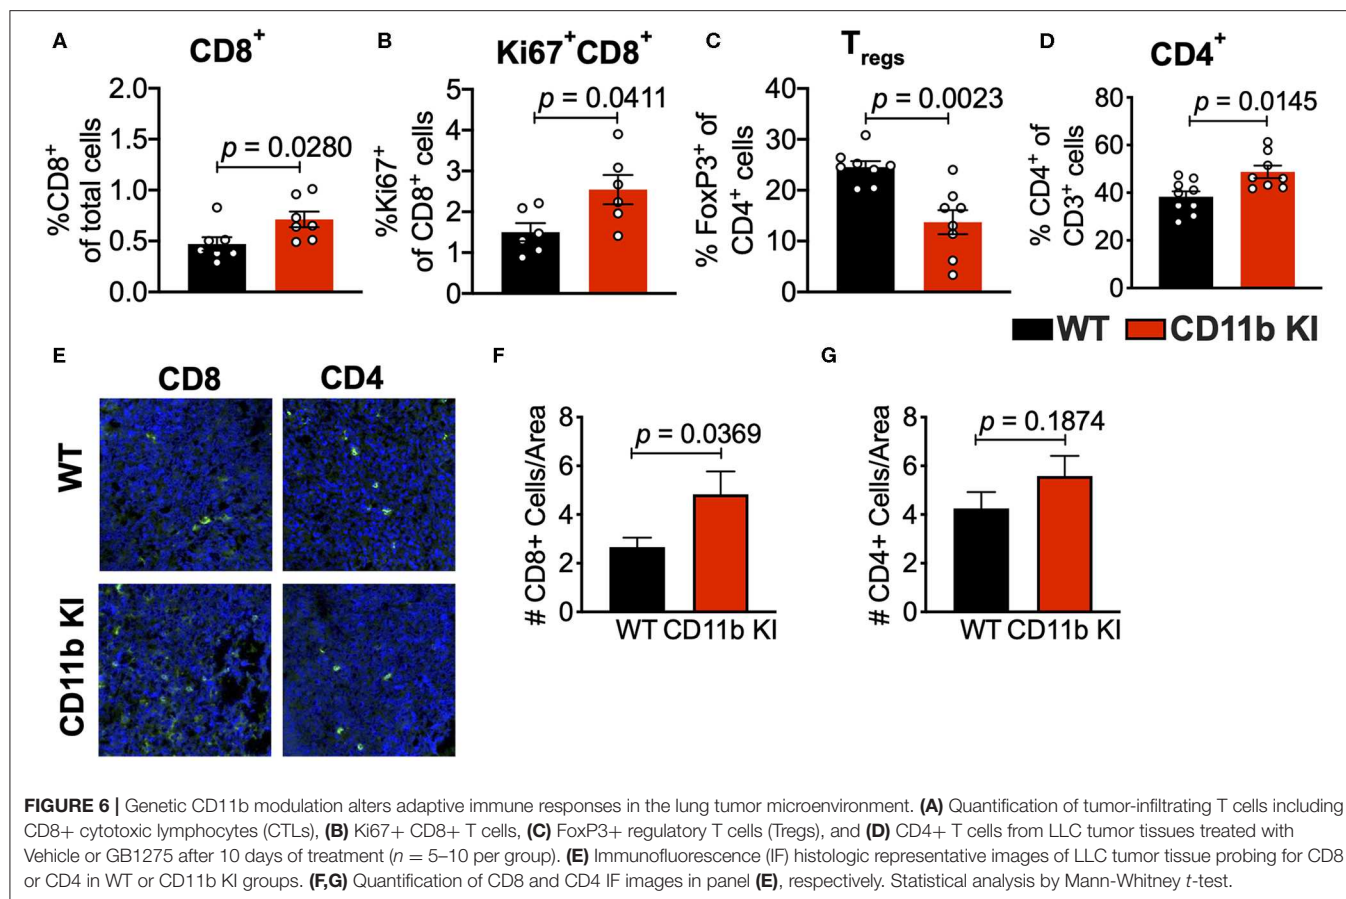 A
CD8+
%CD8+
of total cells
2.0
1.5
1.0
0.5
0.0
p = 0.0280
B
Ki67+CD8+
%Ki67+
of CD8+ cells
5
4
3
2
1
0
p = 0.0411
C
Tregs
% FoxP3+ of
CD4+ cells
40
30
20
10
0
p = 0.0023
D
CD4+
% CD4+ of
CD3+ cells
80
60
40
20
0
p = 0.0145
WT CD11b KI
E
CD8 CD4
WT
CD11b KI
F
# CD8+ Cells/Area
8
6
4
2
0
p = 0.0369
WT CD11b KI
G
# CD4+ Cells/Area
8
6
4
2
0
p = 0.1874
WT CD11b KI
FIGURE 6 | Genetic CD11b modulation alters adaptive immune responses in the lung tumor microenvironment. (A) Quantification of tumor-infiltrating T cells including
CD8+ cytotoxic lymphocytes (CTLs), (B) Ki67+ CD8+ T cells, (C) FoxP3+ regulatory T cells (Tregs), and (D) CD4+ T cells from LLC tumor tissues treated with
Vehicle or GB1275 after 10 days of treatment (n = 5–10 per group). (E) Immunofluorescence (IF) histologic representative images of LLC tumor tissue probing for CD8
or CD4 in WT or CD11b KI groups. (F,G) Quantification of CD8 and CD4 IF images in panel (E), respectively. Statistical analysis by Mann-Whitney t-test.